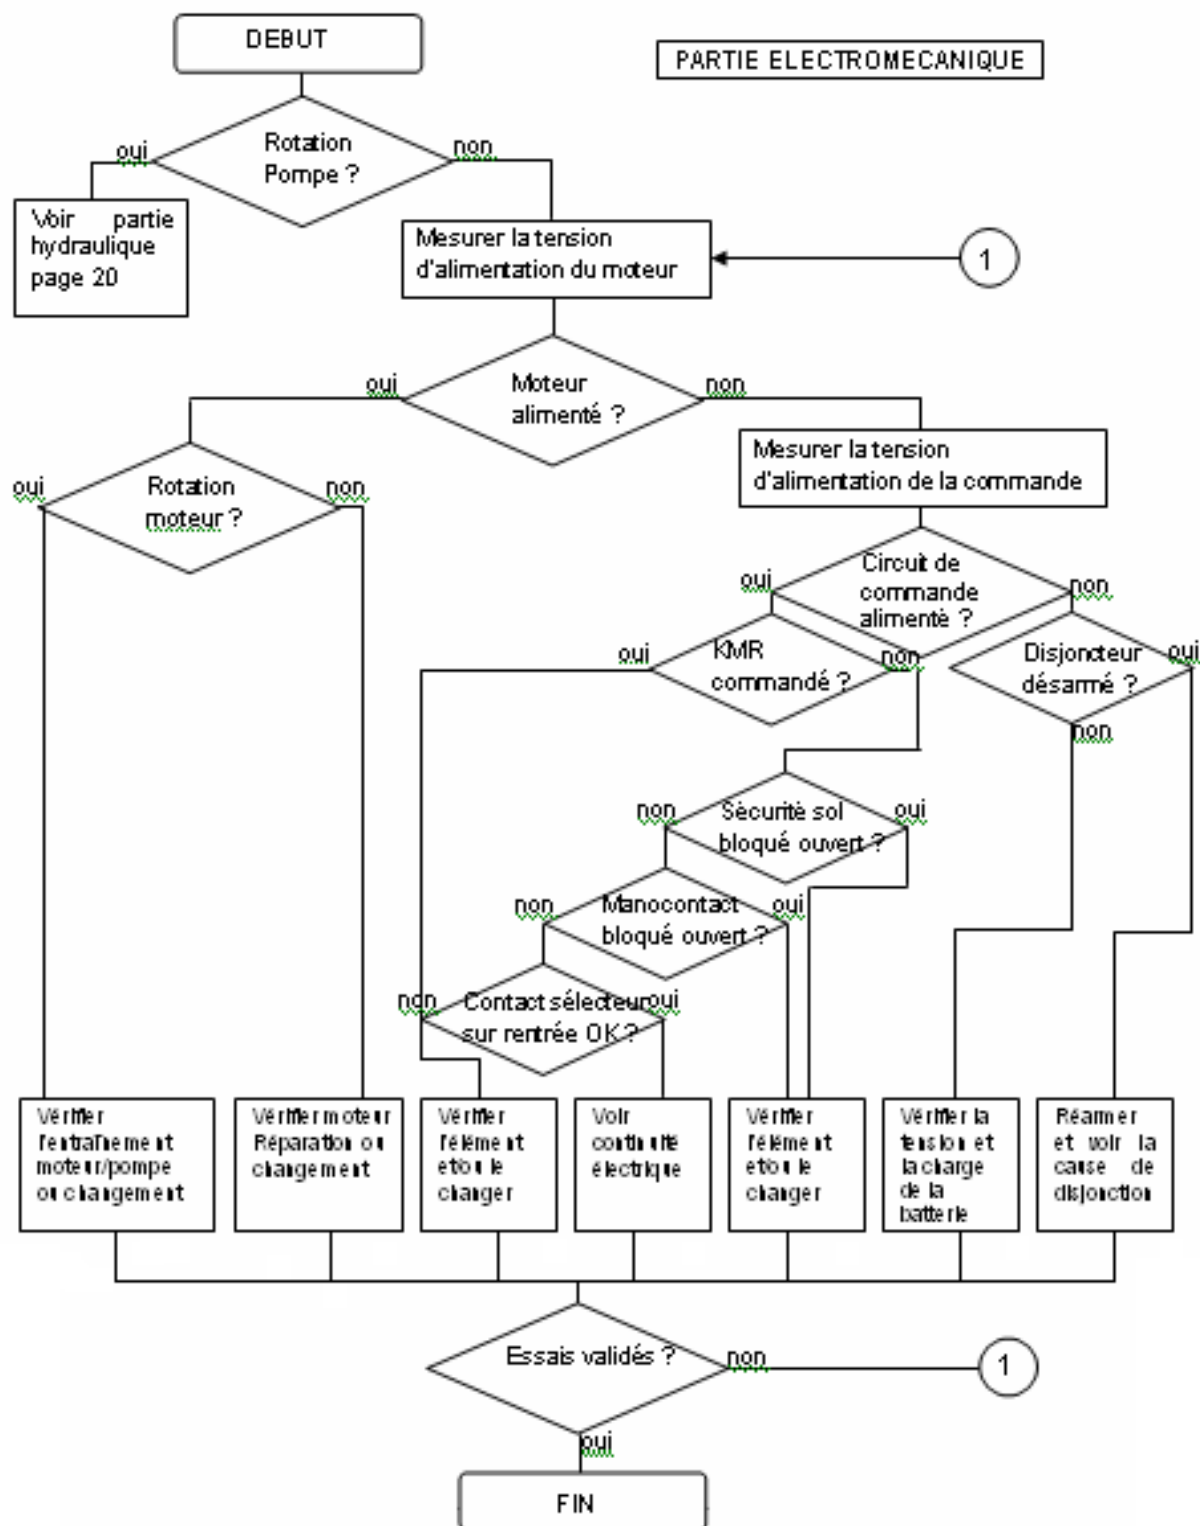 DEBUT
PARTIE ELECTROMECANIQUE
oui
Rotation
Pompe ?
non
Voir partie
hydraulique
page 20
Mesurer la tension
d'alimentation du moteur
1
oui
Moteur
alimenté ?
non
Mesurer la tension
d'alimentation de la commande
oui
Rotation
moteur ?
non
oui
Circuit de
commande
alimenté ?
non
oui
KMR
commandé ?
non
Disjoncteur
désarmé ?
oui
non
non
Sécurité sol
bloqué ouvert ?
oui
non
Manocontact
bloqué ouvert ?
oui
non
Contact sélecteur
sur rentrée OK ?
oui
Vérifier
l'entraînement
moteur/pompe
ou changement
Vérifier moteur
Réparation ou
changement
Vérifier
l'élément
et/ou le
changer
Voir
continuité
électrique
Vérifier
l'élément
et/ou le
changer
Vérifier la
tension et
la charge
de la
batterie
Réarmer
et voir la
cause de
disjonction
Essais validés ?
non
1
oui
FIN